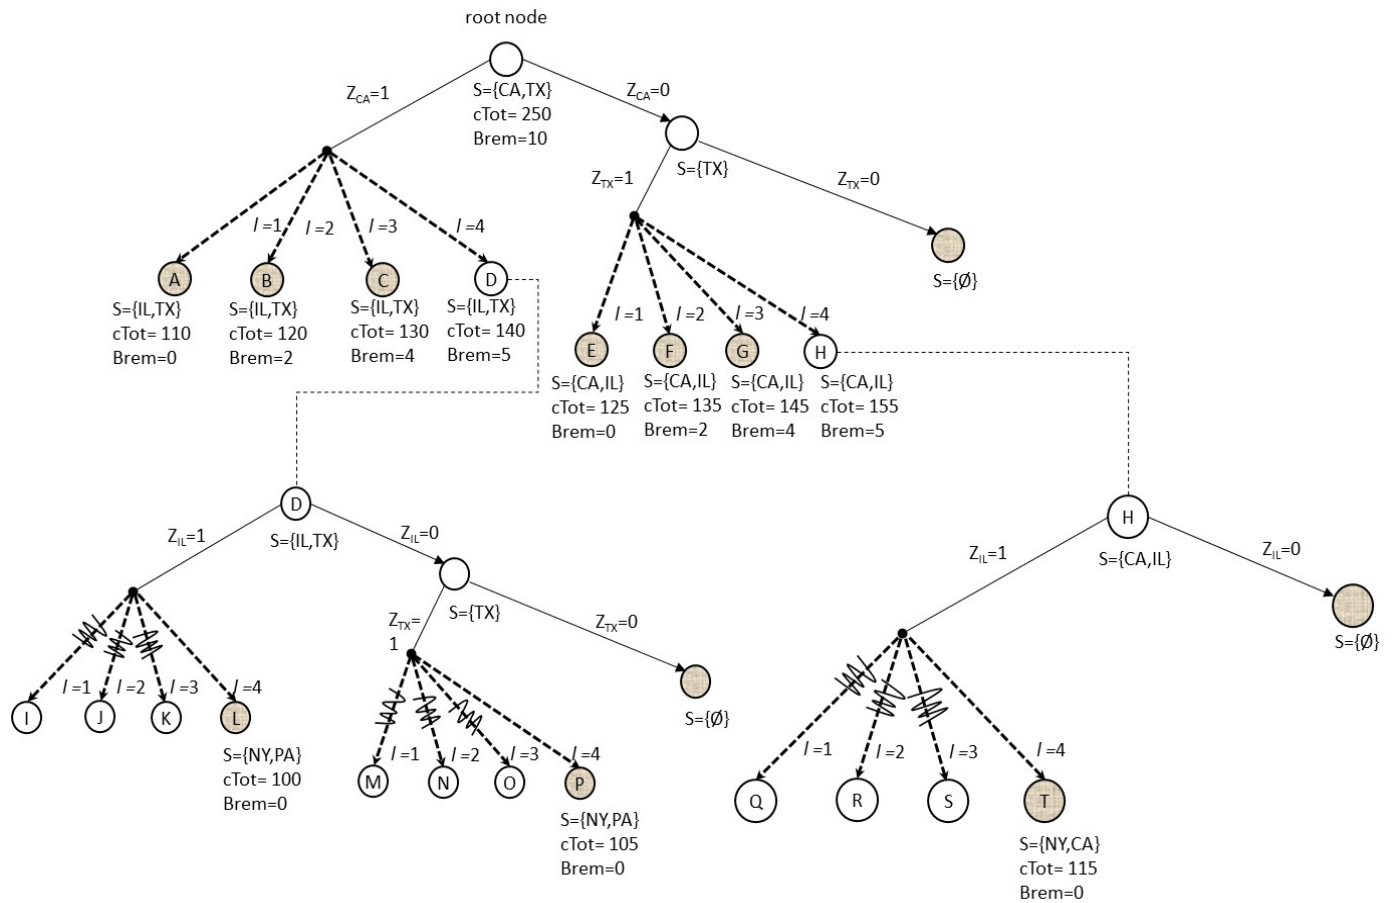 root node
S={CA,TX}
cTot= 250
Brem=10
Z_CA=1
Z_CA=0
S={TX}
Z_TX=1
Z_TX=0
S={Ø}
l =1
l =2
l =3
l =4
A
S={IL,TX}
cTot= 110
Brem=0
B
S={IL,TX}
cTot= 120
Brem=2
C
S={IL,TX}
cTot= 130
Brem=4
D
S={IL,TX}
cTot= 140
Brem=5
l =1
l =2
l =3
l =4
E
S={CA,IL}
cTot= 125
Brem=0
F
S={CA,IL}
cTot= 135
Brem=2
G
S={CA,IL}
cTot= 145
Brem=4
H
S={CA,IL}
cTot= 155
Brem=5
D
S={IL,TX}
Z_IL=1
Z_IL=0
l =1
l =2
l =3
l =4
I
J
K
L
S={NY,PA}
cTot= 100
Brem=0
S={TX}
Z_TX=
1
Z_TX=0
S={Ø}
l =1
l =2
l =3
l =4
M
N
O
P
S={NY,PA}
cTot= 105
Brem=0
H
S={CA,IL}
Z_IL=1
Z_IL=0
S={Ø}
l =1
l =2
l =3
l =4
Q
R
S
T
S={NY,CA}
cTot= 115
Brem=0